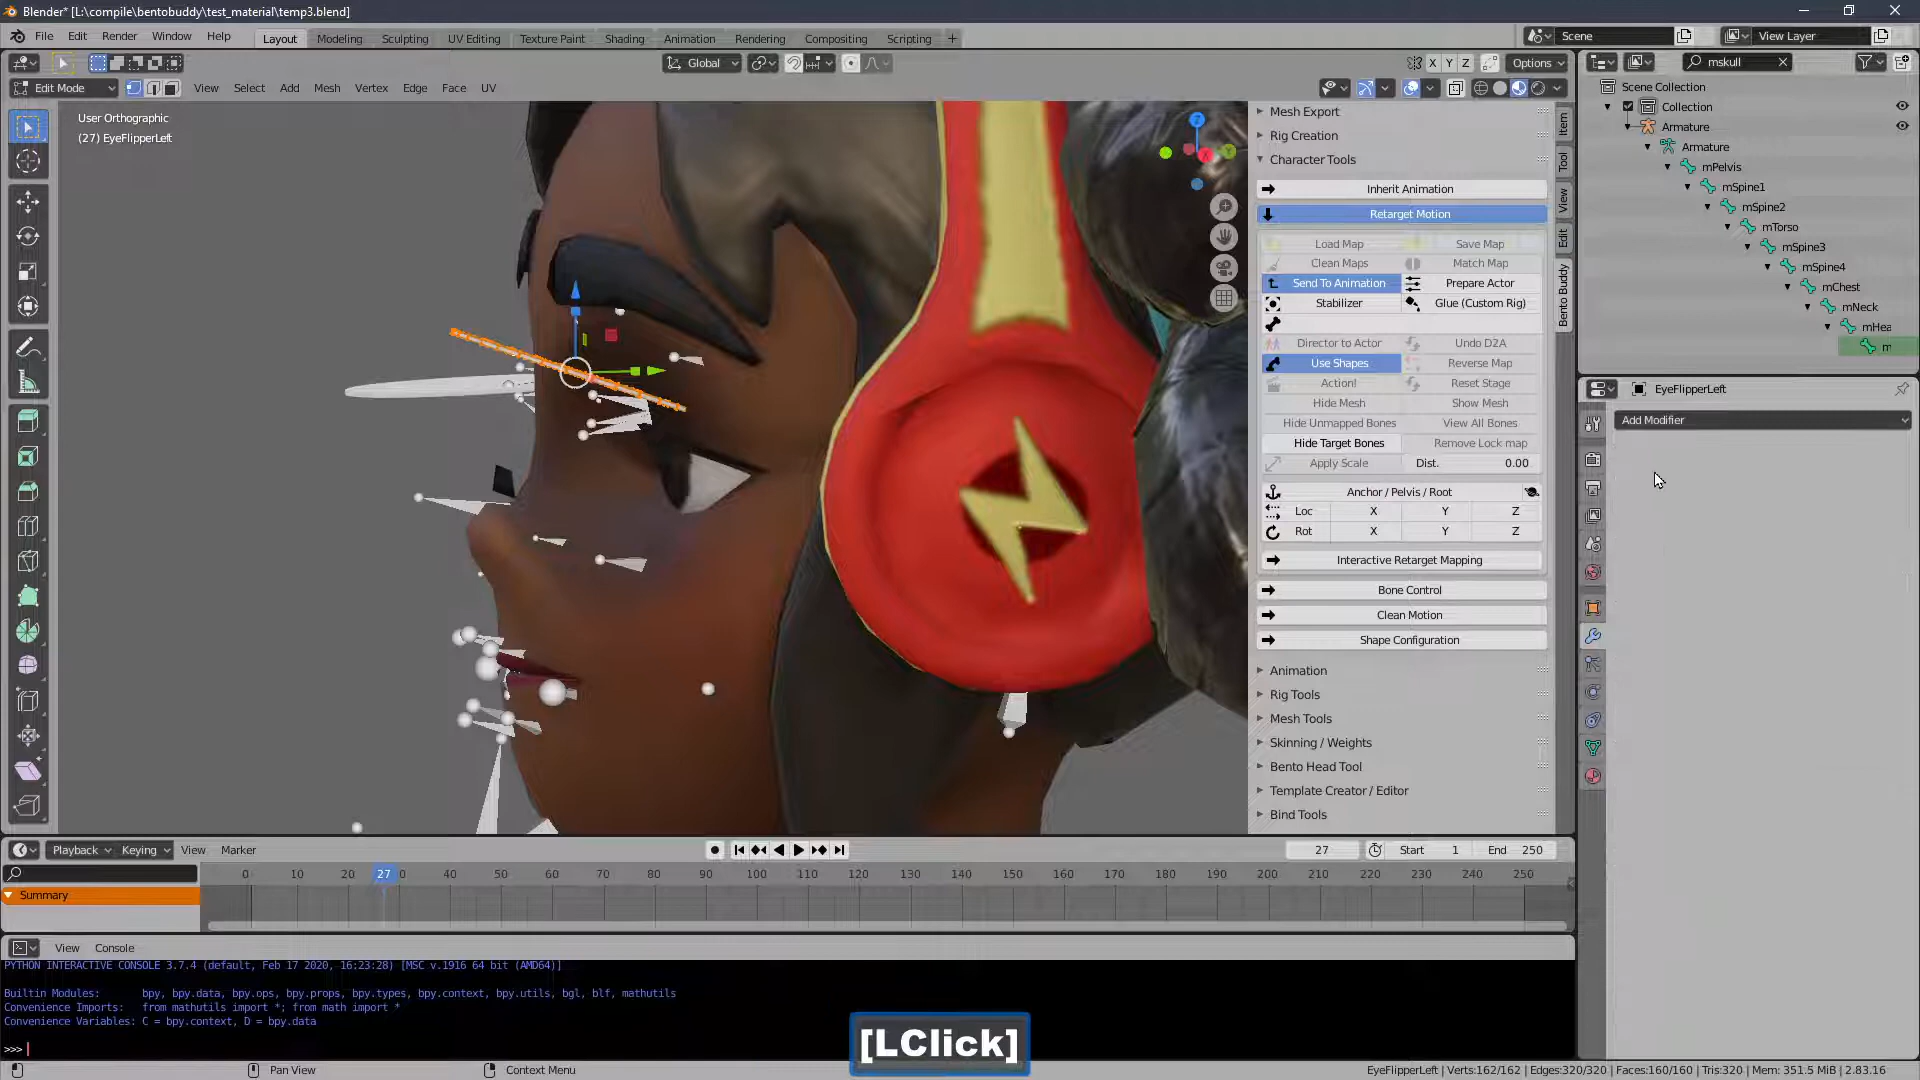 Blender* [L:\compile\bentobuddy\test_material\temp3.blend]
File Edit Render Window Help
Layout Modeling Sculpting UV Editing Texture Paint Shading Animation Rendering Compositing Scripting +
Scene
View Layer
Global
X Y Z
Options
mskull
Edit Mode
View Select Add Mesh Vertex Edge Face UV
User Orthographic
(27) EyeFlipperLeft
Mesh Export
Rig Creation
Character Tools
Inherit Animation
Retarget Motion
Load Map Save Map
Clean Maps Match Map
Send To Animation Prepare Actor
Stabilizer Glue (Custom Rig)
Director to Actor Undo D2A
Use Shapes Reverse Map
Action! Reset Stage
Hide Mesh Show Mesh
Hide Unmapped Bones View All Bones
Hide Target Bones Remove Lock map
Apply Scale Dist. 0.00
Anchor / Pelvis / Root
Loc X Y Z
Rot X Y Z
Interactive Retarget Mapping
Bone Control
Clean Motion
Shape Configuration
Animation
Rig Tools
Mesh Tools
Skinning / Weights
Bento Head Tool
Template Creator / Editor
Bind Tools
Item
Tool
View
Edit
Bento Buddy
Scene Collection
Collection
Armature
Armature
mPelvis
mSpine1
mSpine2
mTorso
mSpine3
mSpine4
mChest
mNeck
mHea
m
EyeFlipperLeft
Add Modifier
Playback Keying View Marker
27 Start 1 End 250
0 10 20 27 0 40 50 60 70 80 90 100 110 120 130 140 150 160 170 180 190 200 210 220 230 240 250
Summary
View Console
PYTHON INTERACTIVE CONSOLE 3.7.4 (default, Feb 17 2020, 16:23:28) [MSC v.1916 64 bit (AMD64)]
Builtin Modules: bpy, bpy.data, bpy.ops, bpy.props, bpy.types, bpy.context, bpy.utils, bgl, blf, mathutils
Convenience Imports: from mathutils import *; from math import *
Convenience Variables: C = bpy.context, D = bpy.data
>>>
[LClick]
Pan View
Context Menu
EyeFlipperLeft | Verts:162/162 | Edges:320/320 | Faces:160/160 | Tris:320 | Mem: 351.5 MiB | 2.83.16